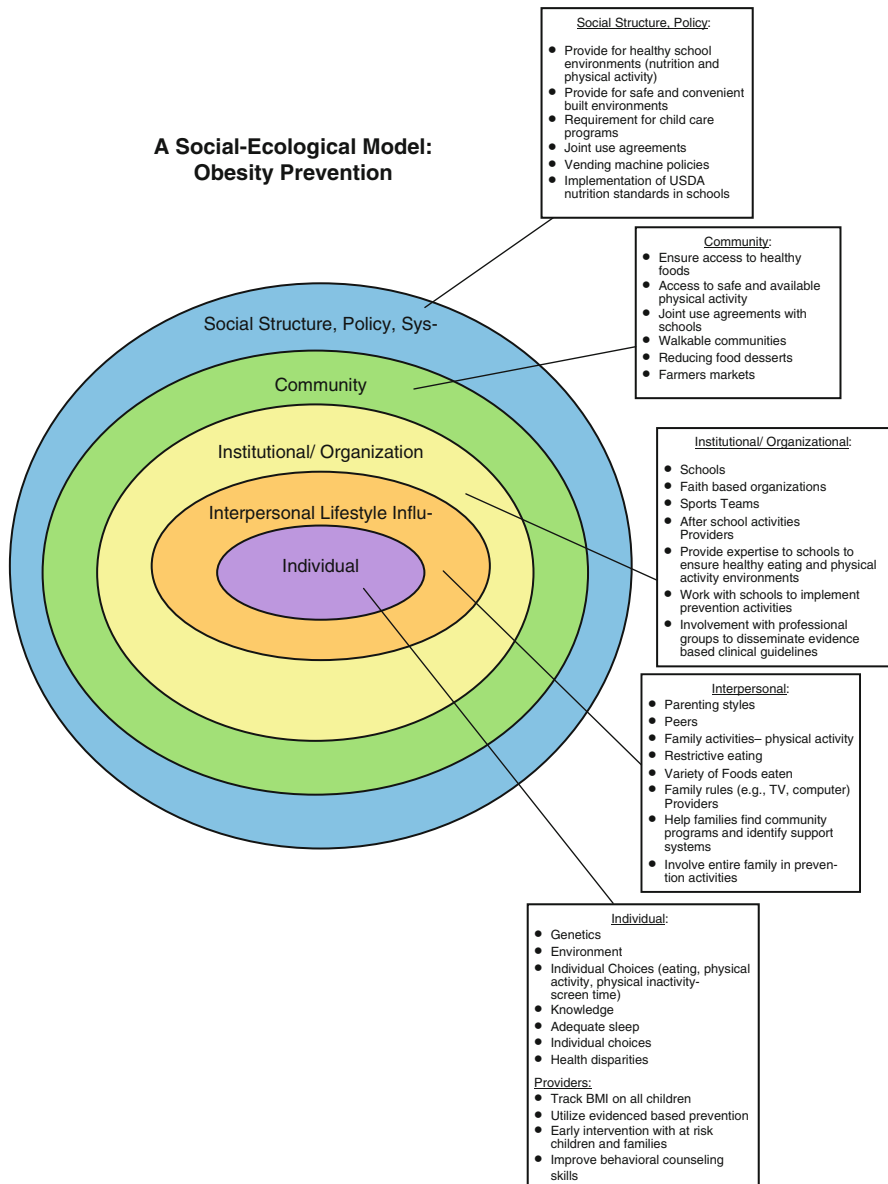 A Social-Ecological Model:
Obesity Prevention
Social Structure, Policy:
● Provide for healthy school
environments (nutrition and
physical activity)
● Provide for safe and convenient
built environments
● Requirement for child care
programs
● Joint use agreements
● Vending machine policies
● Implementation of USDA
nutrition standards in schools
Community:
● Ensure access to healthy
foods
● Access to safe and available
physical activity
● Joint use agreements with
schools
● Walkable communities
● Reducing food desserts
● Farmers markets
Institutional/ Organizational:
● Schools
● Faith based organizations
● Sports Teams
● After school activities
Providers
● Provide expertise to schools to
ensure healthy eating and physical
activity environments
● Work with schools to implement
prevention activities
● Involvement with professional
groups to disseminate evidence
based clinical guidelines
Interpersonal:
● Parenting styles
● Peers
● Family activities– physical activity
● Restrictive eating
● Variety of Foods eaten
● Family rules (e.g., TV, computer)
Providers
● Help families find community
programs and identify support
systems
● Involve entire family in preven-
tion activities
Individual:
● Genetics
● Environment
● Individual Choices (eating, physical
activity, physical inactivity-
screen time)
● Knowledge
● Adequate sleep
● Individual choices
● Health disparities
Providers:
● Track BMI on all children
● Utilize evidenced based prevention
● Early intervention with at risk
children and families
● Improve behavioral counseling
skills
Social Structure, Policy, Sys-
Community
Institutional/ Organization
Interpersonal Lifestyle Influ-
Individual